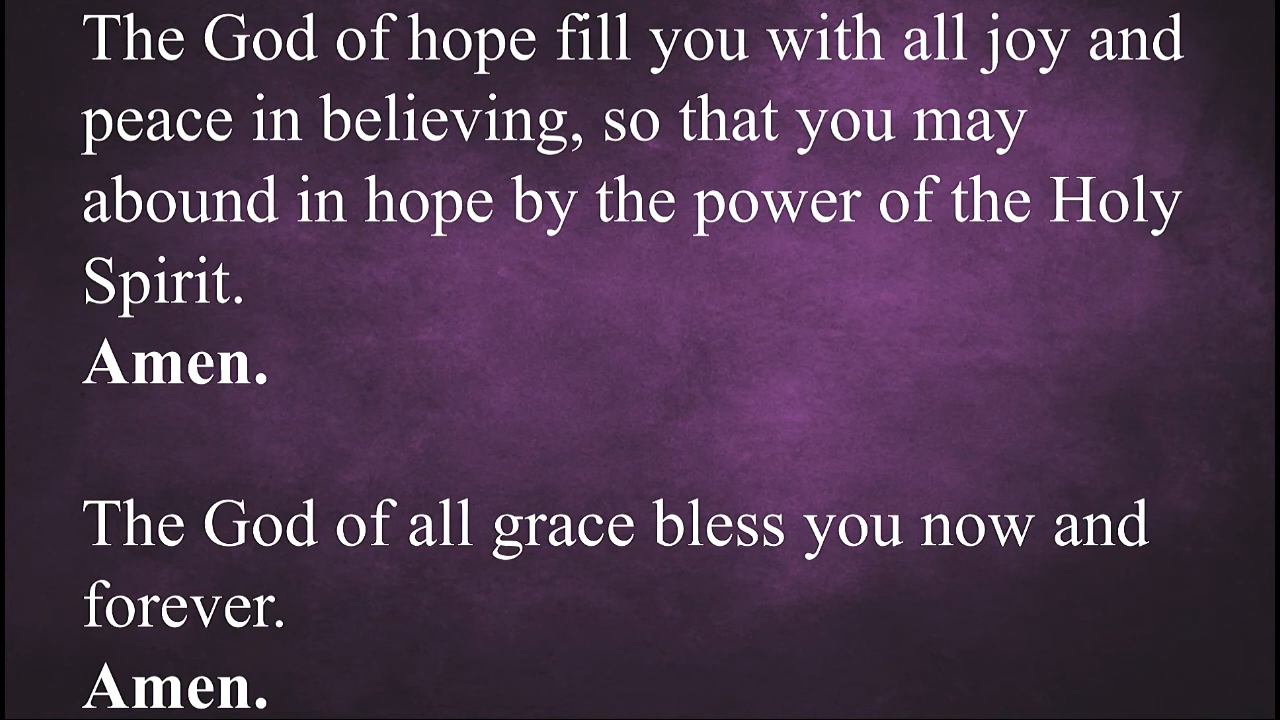 The God of hope fill you with all joy and
peace in believing, so that you may
abound in hope by the power of the Holy
Spirit.
Amen.
The God of all grace bless you now and
forever.
Amen.